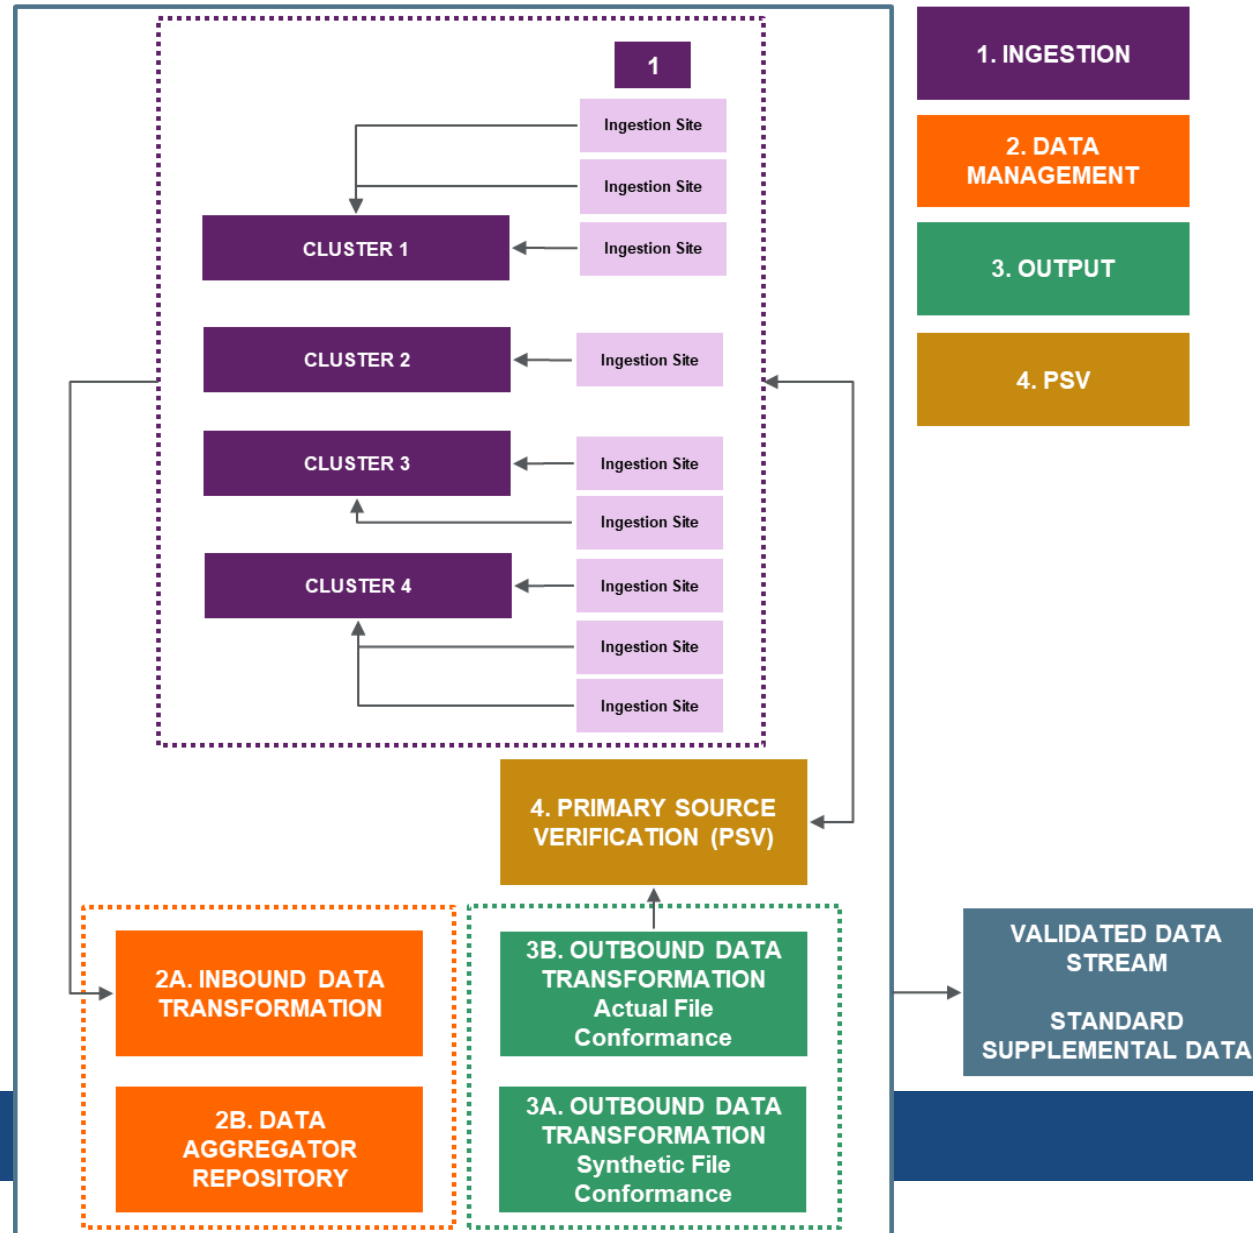 1
Ingestion Site
Ingestion Site
CLUSTER 1
Ingestion Site
CLUSTER 2
Ingestion Site
CLUSTER 3
Ingestion Site
Ingestion Site
CLUSTER 4
Ingestion Site
Ingestion Site
Ingestion Site
4. PRIMARY SOURCE
VERIFICATION (PSV)
2A. INBOUND DATA
TRANSFORMATION
2B. DATA
AGGREGATOR
REPOSITORY
3B. OUTBOUND DATA
TRANSFORMATION
Actual File
Conformance
3A. OUTBOUND DATA
TRANSFORMATION
Synthetic File
Conformance
1. INGESTION
2. DATA
MANAGEMENT
3. OUTPUT
4. PSV
VALIDATED DATA
STREAM
STANDARD
SUPPLEMENTAL DATA